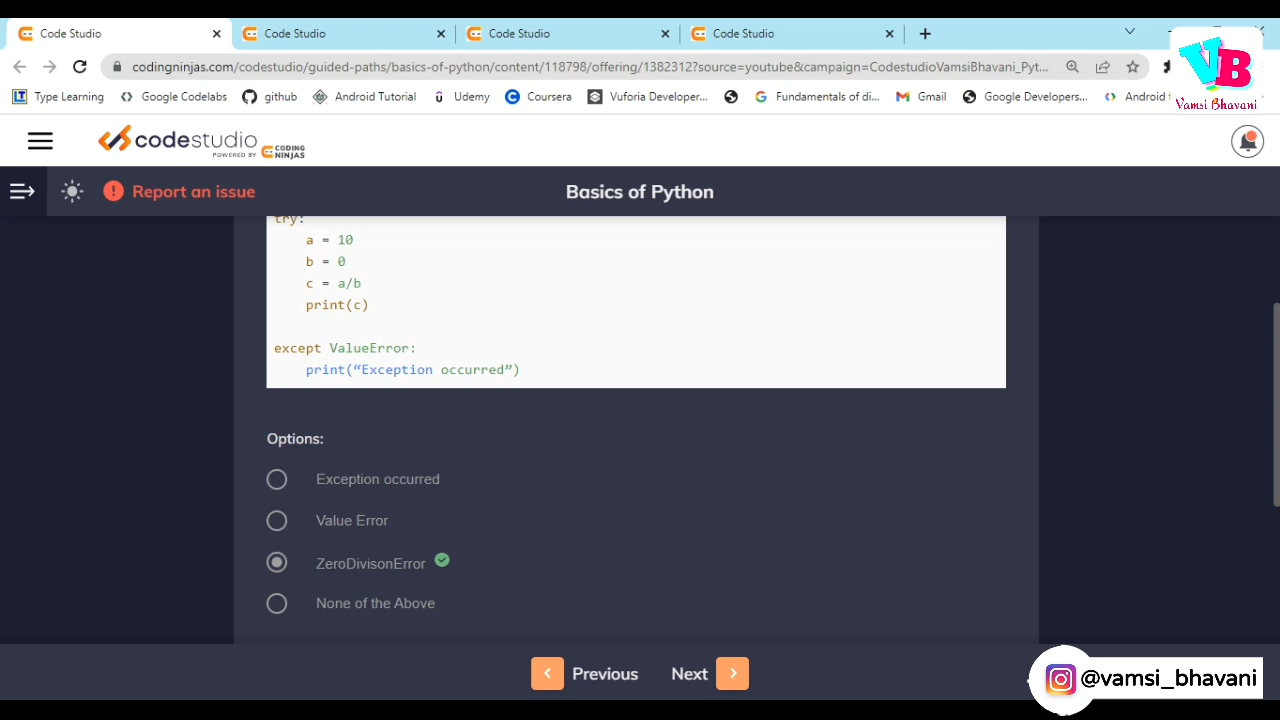 Code Studio
Code Studio
Code Studio
Code Studio
codingninjas.com/codestudio/guided-paths/basics-of-python/content/118798/offering/1382312?source=youtube&campaign=CodestudioVamsiBhavani_Pyt...
VB
Vamsi Bhavani
Type Learning
Google Codelabs
github
Android Tutorial
Udemy
Coursera
Vuforia Developer...
Fundamentals of di...
Gmail
Google Developers...
Android
codestudio
POWERED BY CODING NINJAS
Report an issue
Basics of Python
try:
a = 10
b = 0
c = a/b
print(c)
except ValueError:
print(“Exception occurred”)
Options:
Exception occurred
Value Error
ZeroDivisonError
None of the Above
Previous
Next
@vamsi_bhavani